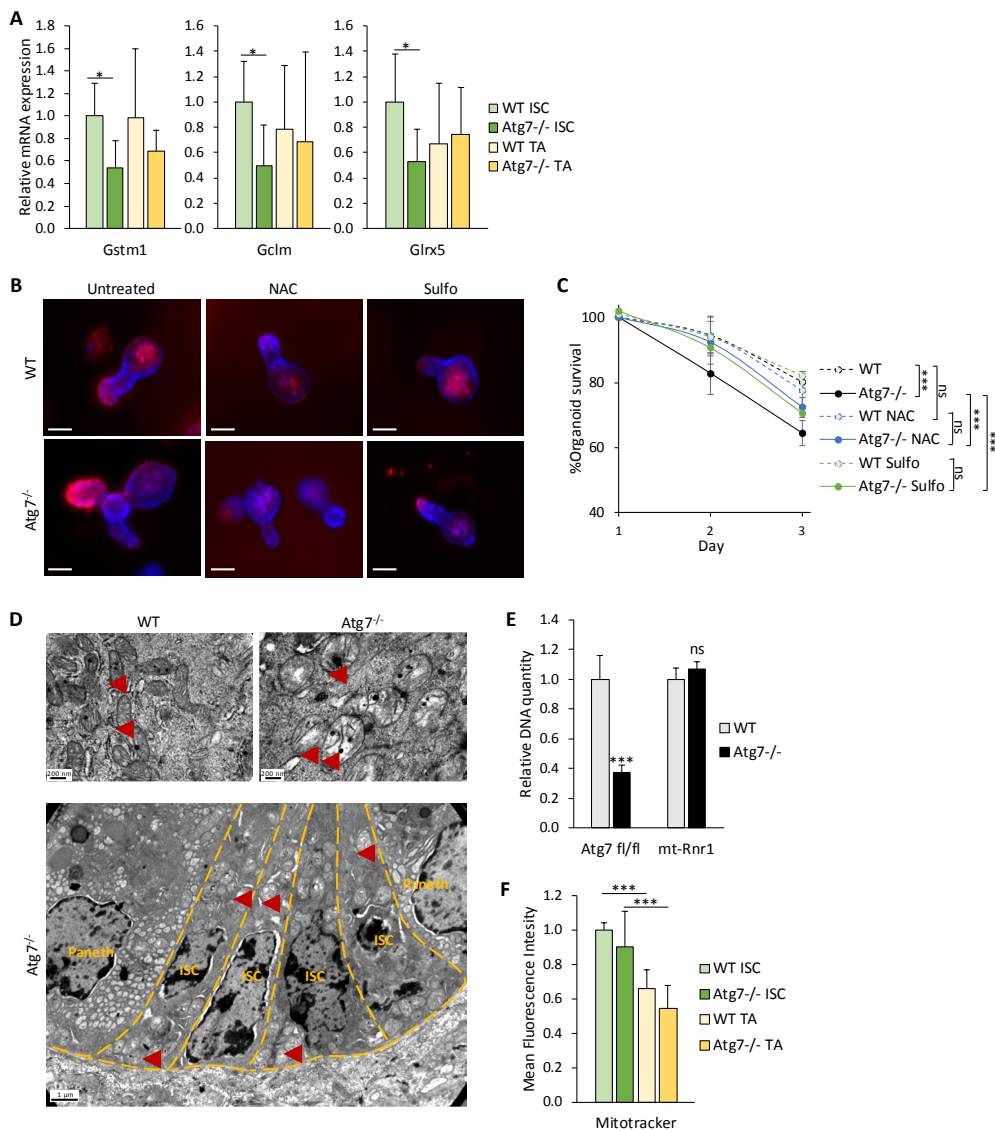 A
Relative mRNA expression
1.8
1.6
1.4
1.2
1.0
0.8
0.6
0.4
0.2
0.0
*
Gstm1
1.6
1.4
1.2
1.0
0.8
0.6
0.4
0.2
0.0
*
Gclm
1.6
1.4
1.2
1.0
0.8
0.6
0.4
0.2
0.0
*
Glrx5
WT ISC
Atg7-/- ISC
WT TA
Atg7-/- TA
B
Untreated NAC Sulfo
WT
Atg7-/-
C
%Organoid survival
100
80
60
40
1 2 3
Day
WT
Atg7-/-
WT NAC
Atg7-/- NAC
WT Sulfo
Atg7-/- Sulfo
***
ns
ns
***
ns
***
D
WT Atg7-/-
200 nm
200 nm
Atg7-/-
Paneth
ISC
ISC
ISC
ISC
Paneth
1 μm
E
Relative DNA quantity
1.4
1.2
1.0
0.8
0.6
0.4
0.2
0.0
***
ns
Atg7 fl/fl mt-Rnr1
WT
Atg7-/-
F
Mean Fluorescence Intesity
1.2
1.0
0.8
0.6
0.4
0.2
0.0
***
***
Mitotracker
WT ISC
Atg7-/- ISC
WT TA
Atg7-/- TA